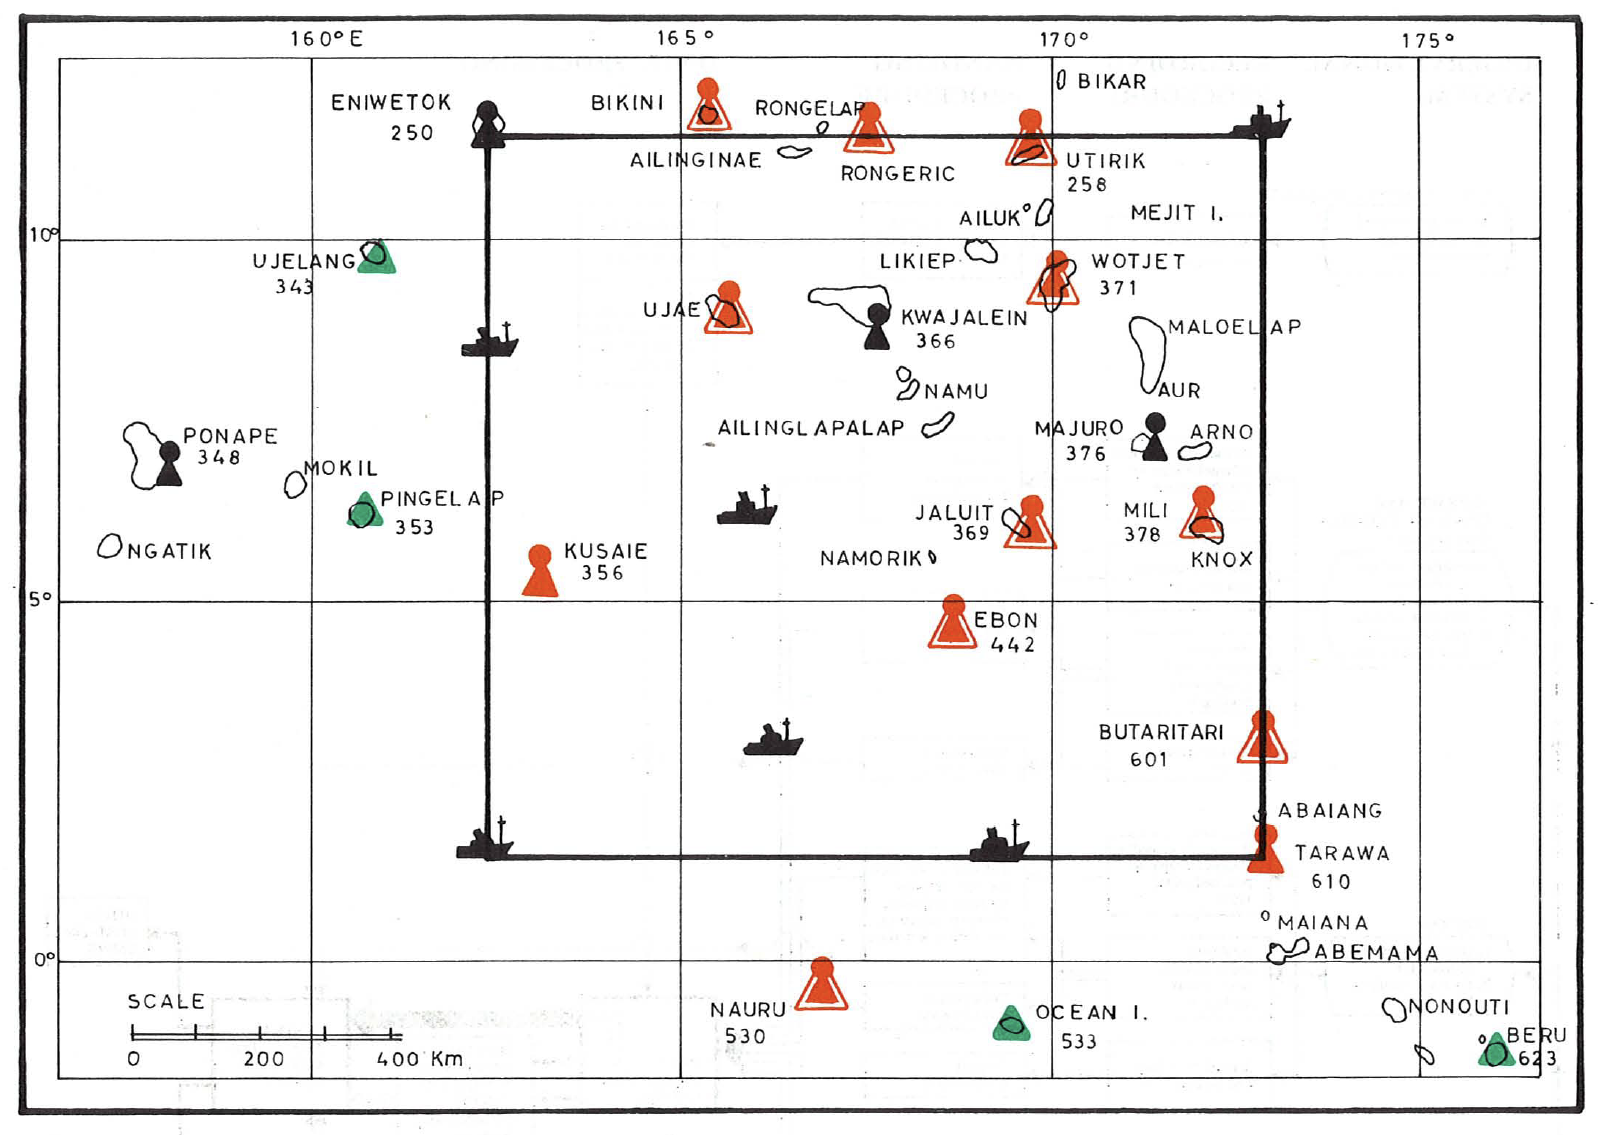 160° E 165° 170° 175°
BIKAR
ENIWETOK
250
BIKINI
RONGELAP
AILINGINAE
RONGERIC
UTIRIK
258
AILUK
MEJIT I.
10°
UJELANG
343
LIKIEP
WOTJET
371
UJAE
KWAJALEIN
366
MALOELAP
NAMU
AUR
AILINGLAPALAP
MAJURO
376
ARNO
PONAPE
348
MOKIL
PINGELAP
353
JALUIT
369
MILI
378
NGATIK
KUSAIE
356
NAMORIK
KNOX
5°
EBON
442
BUTARITARI
601
ABAIANG
TARAWA
610
MAIANA
ABEMAMA
0°
SCALE
0 200 400 Km
NAURU
530
OCEAN I.
533
NONOUTI
BERU
623